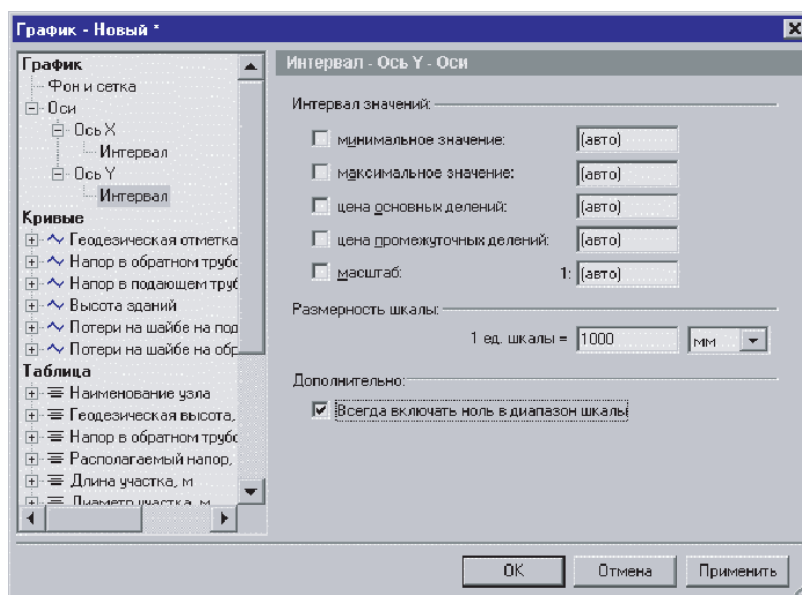 График - Новый *
График
Фон и сетка
Оси
Ось X
Интервал
Ось Y
Интервал
Кривые
Геодезическая отметка
Напор в обратном трубо
Напор в подающем труб
Высота зданий
Потери на шайбе на под
Потери на шайбе на обр
Таблица
Наименование узла
Геодезическая высота,
Напор в обратном трубо
Располагаемый напор,
Длина участка, м
Диаметр участка, м
Интервал - Ось Y - Оси
Интервал значений:
минимальное значение: (авто)
максимальное значение: (авто)
цена основных делений: (авто)
цена промежуточных делений: (авто)
масштаб: 1: (авто)
Размерность шкалы:
1 ед. шкалы = 1000 мм
Дополнительно:
Всегда включать ноль в диапазон шкалы
OK Отмена Применить